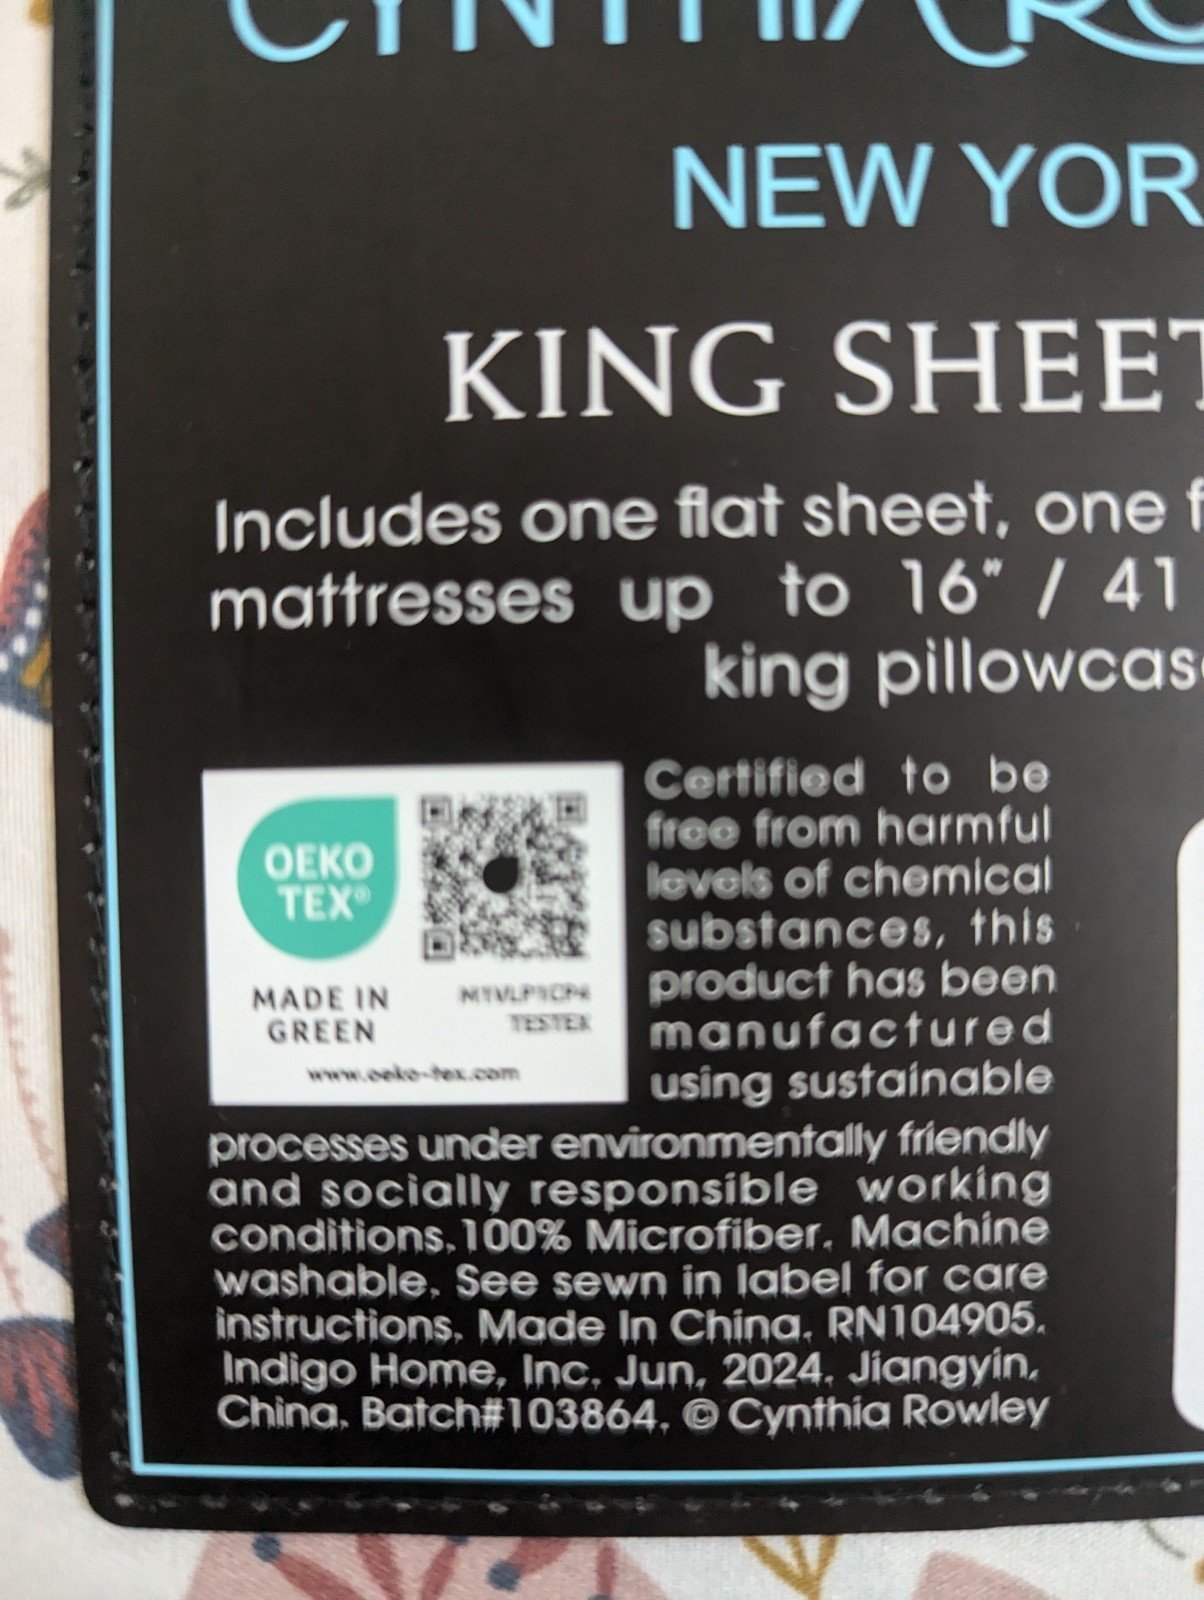 CYNTHIA RO
NEW YOR
KING SHEET
Includes one flat sheet, one f
mattresses up to 16" / 41
king pillowcase
OEKO
TEX®
MADE IN
GREEN
M1VLP1CP4
TESTEX
www.oeko-tex.com
Certified to be
free from harmful
levels of chemical
substances, this
product has been
manufactured
using sustainable
processes under environmentally friendly
and socially responsible working
conditions.100% Microfiber. Machine
washable. See sewn in label for care
instructions. Made In China. RN104905.
Indigo Home, Inc. Jun, 2024. Jiangyin,
China. Batch#103864. © Cynthia Rowley